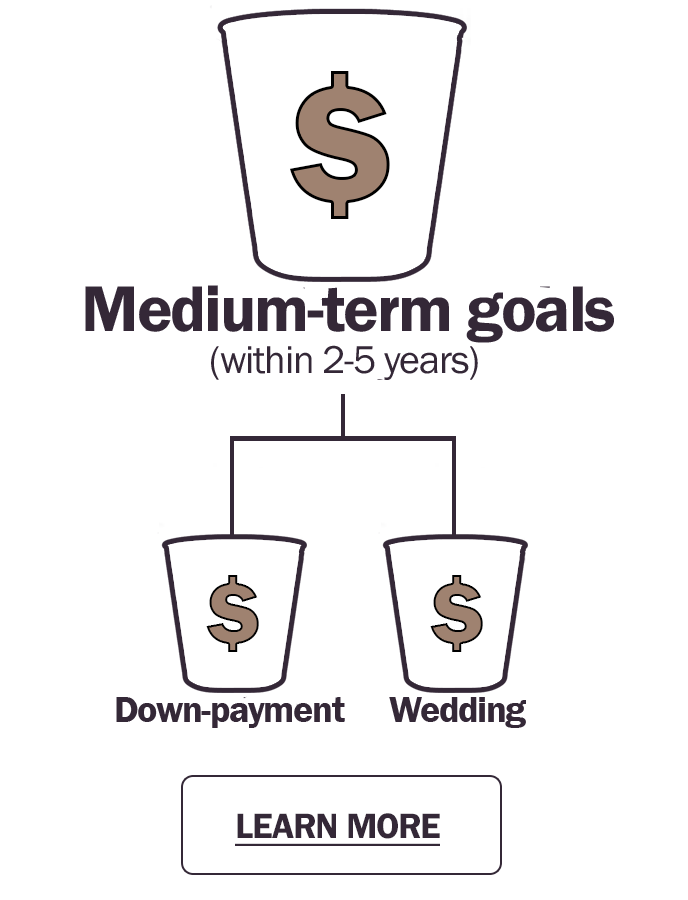 $
Medium-term goals
(within 2-5 years)
$ $
Down-payment Wedding
LEARN MORE